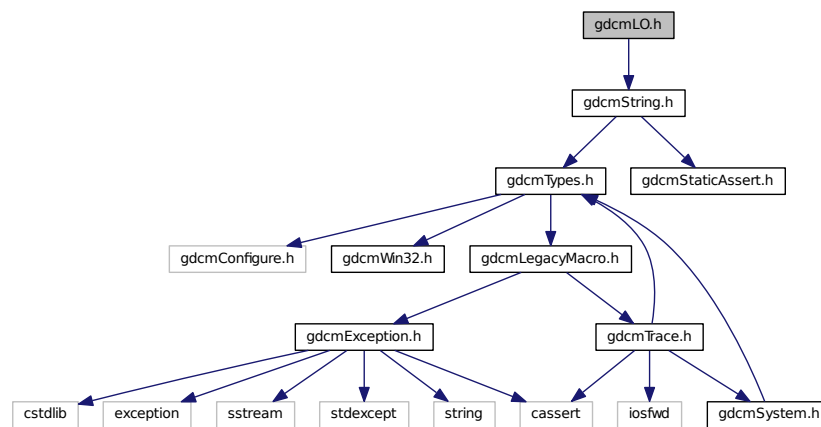 gdcmLO.h
gdcmString.h
gdcmTypes.h
gdcmStaticAssert.h
gdcmConfigure.h
gdcmWin32.h
gdcmLegacyMacro.h
gdcmException.h
gdcmTrace.h
cstdlib
exception
sstream
stdexcept
string
cassert
iosfwd
gdcmSystem.h